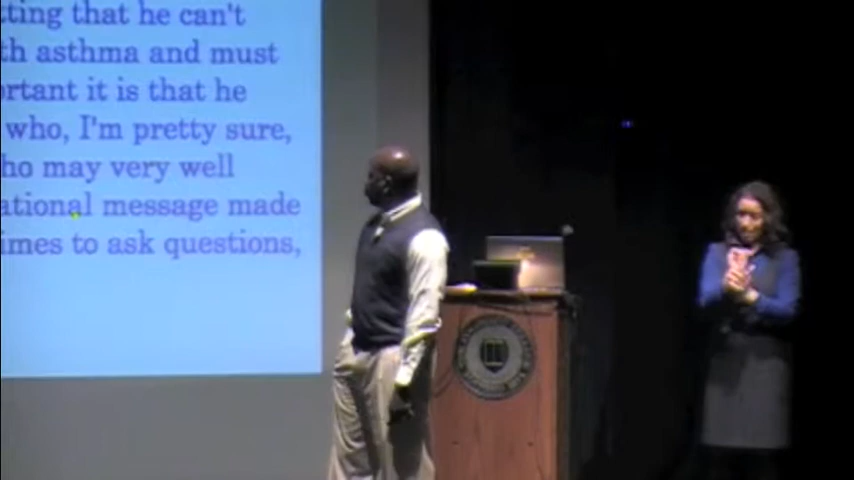 tting that he can't
th asthma and must
ortant it is that he
who, I'm pretty sure,
ho may very well
ational message made
imes to ask questions,